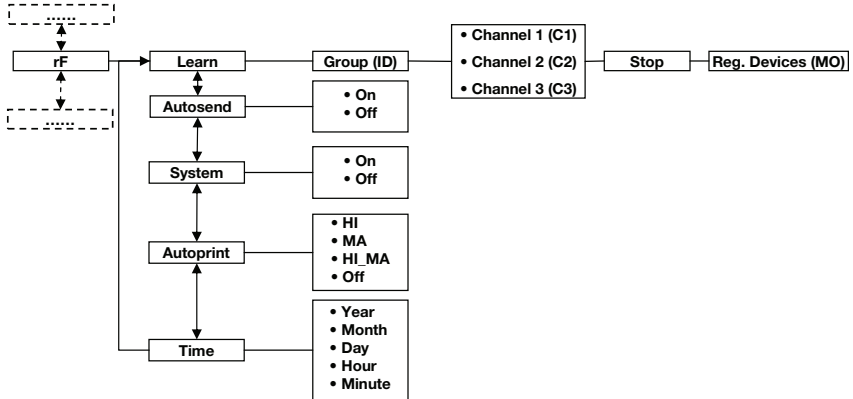 ......
rF
......
Learn
Group (ID)
• Channel 1 (C1)
• Channel 2 (C2)
• Channel 3 (C3)
Stop
Reg. Devices (MO)
Autosend
• On
• Off
System
• On
• Off
Autoprint
• HI
• MA
• HI_MA
• Off
Time
• Year
• Month
• Day
• Hour
• Minute